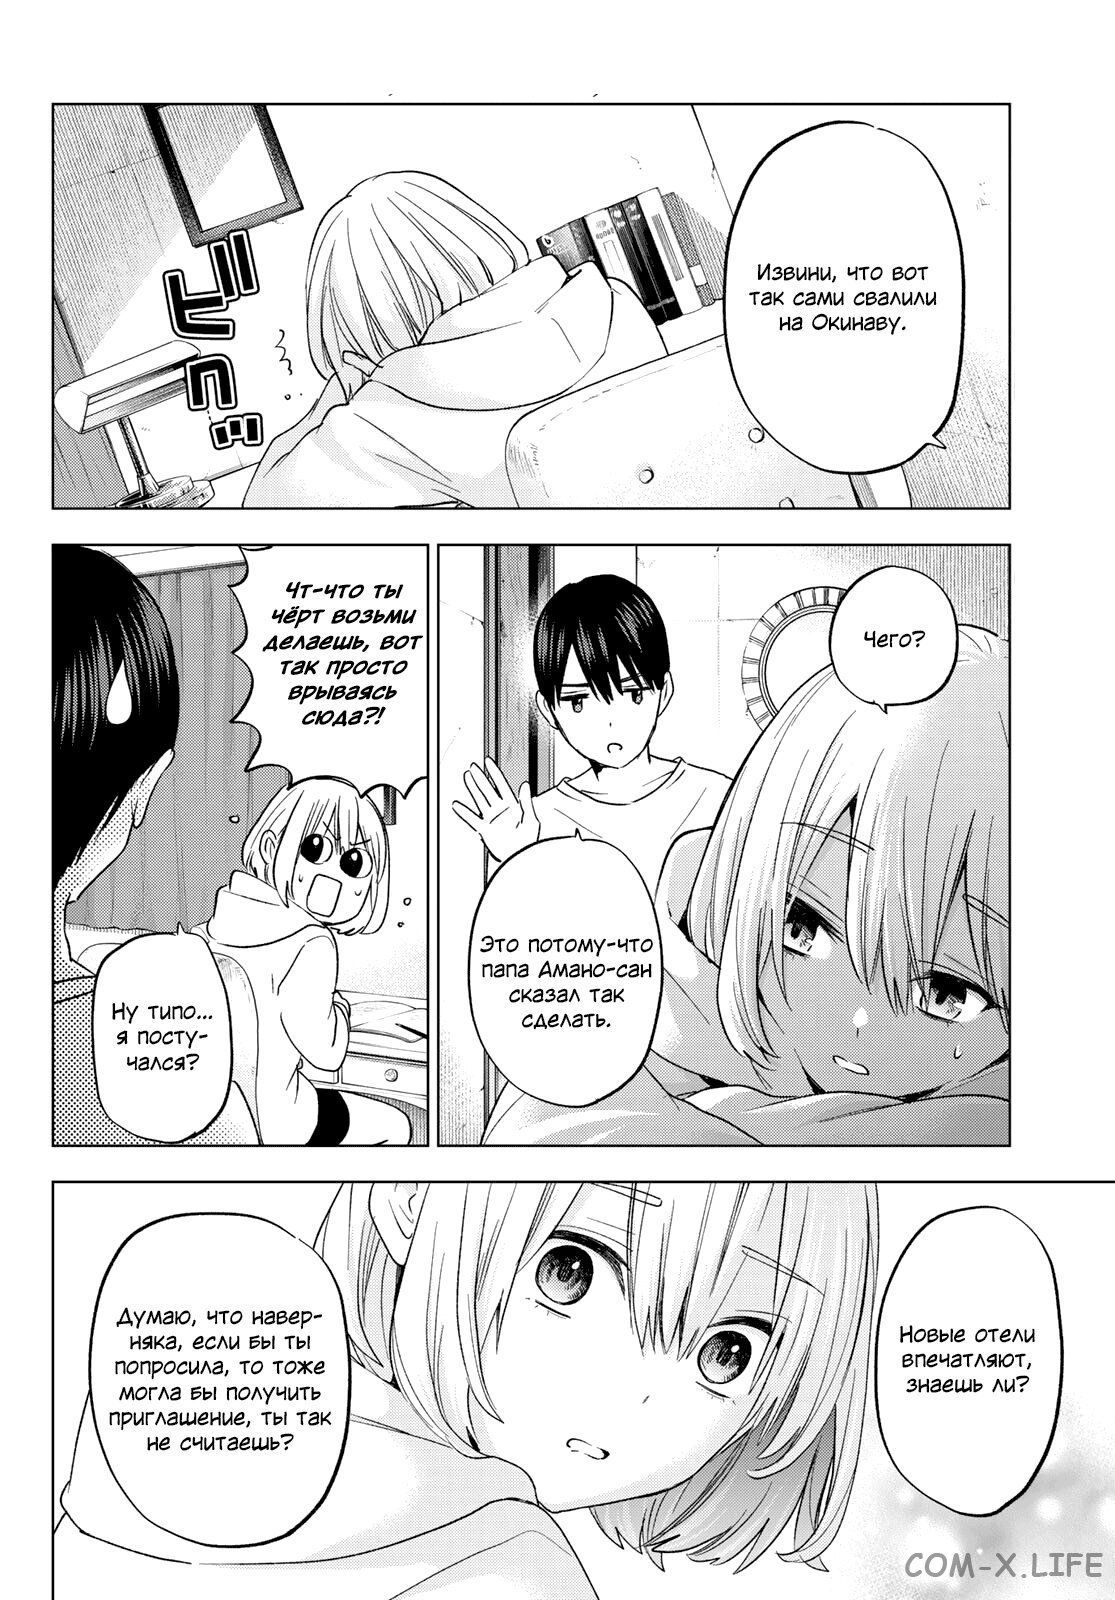 Извини, что вот
так сами свалили
на Окинаву.
ビクッ
Чего?
Это потому-что
папа Амано-сан
сказал так
сделать.
Чт-что ты
чёрт возьми
делаешь, вот
так просто
врываясь
сюда?!
Ну типо...
я посту-
чался?
Новые отели
впечатляют,
знаешь ли?
Думаю, что навер-
няка, если бы ты
попросила, то тоже
могла бы получить
приглашение, ты так
не считаешь?
COM-X.LIFE